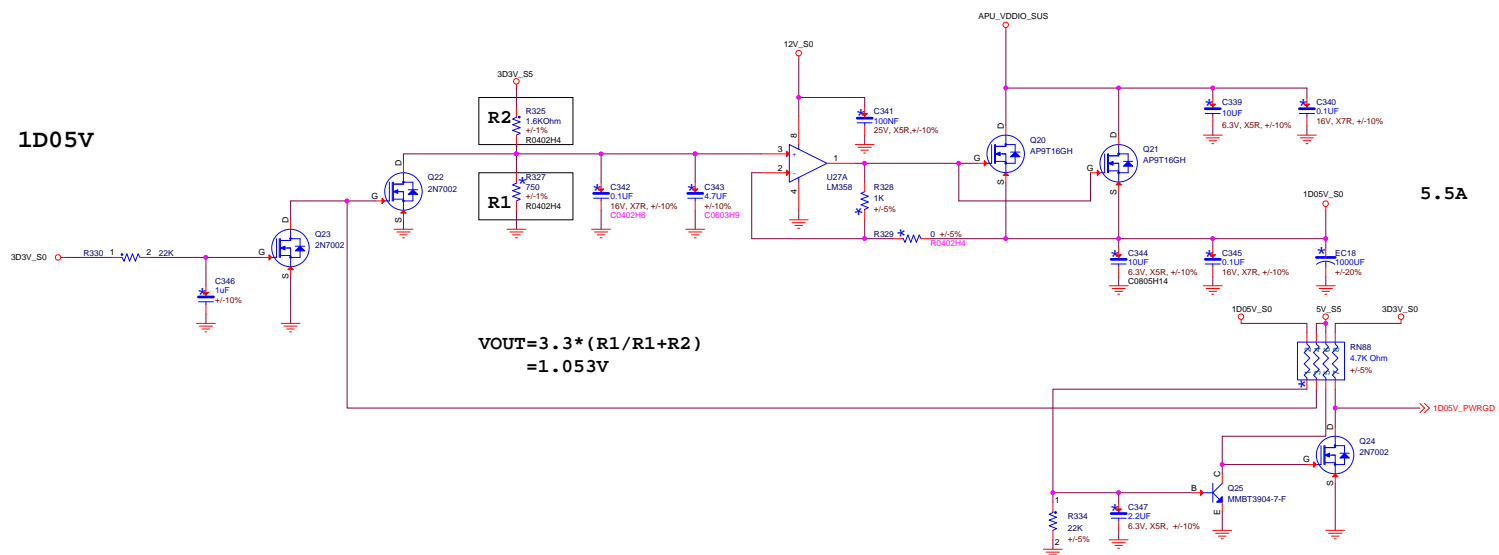 APU_VDDIO_SUS
12V_S0
3D3V_S5
1D05V
R2
R325
1.6KOhm
+/-1%
R0402H4
C341
100NF
25V, X5R,+/-10%
C339
10UF
6.3V, X5R, +/-10%
C340
0.1UF
16V, X7R, +/-10%
D
G
S
Q20
AP9T16GH
D
G
S
Q21
AP9T16GH
3
2
8
4
1
+
-
U27A
LM358
D
G
S
Q22
2N7002
R1
R327
750
+/-1%
R0402H4
C342
0.1UF
16V, X7R, +/-10%
C0402H6
C343
4.7UF
+/-10%
C0603H9
R328
1K
+/-5%
1D05V_S0
5.5A
D
G
S
Q23
2N7002
R329
0 +/-5%
R0402H4
3D3V_S0
R330 1 2 22K
C346
1uF
+/-10%
C344
10UF
6.3V, X5R, +/-10%
C0805H14
C345
0.1UF
16V, X7R, +/-10%
EC18
1000UF
+/-20%
1D05V_S0
5V_S5
3D3V_S0
VOUT=3.3*(R1/R1+R2)
=1.053V
RN88
4.7K Ohm
+/-5%
1D05V_PWRGD
D
G
S
Q24
2N7002
B
C
E
Q25
MMBT3904-7-F
1
R334
22K
+/-5%
2
C347
2.2UF
6.3V, X5R, +/-10%